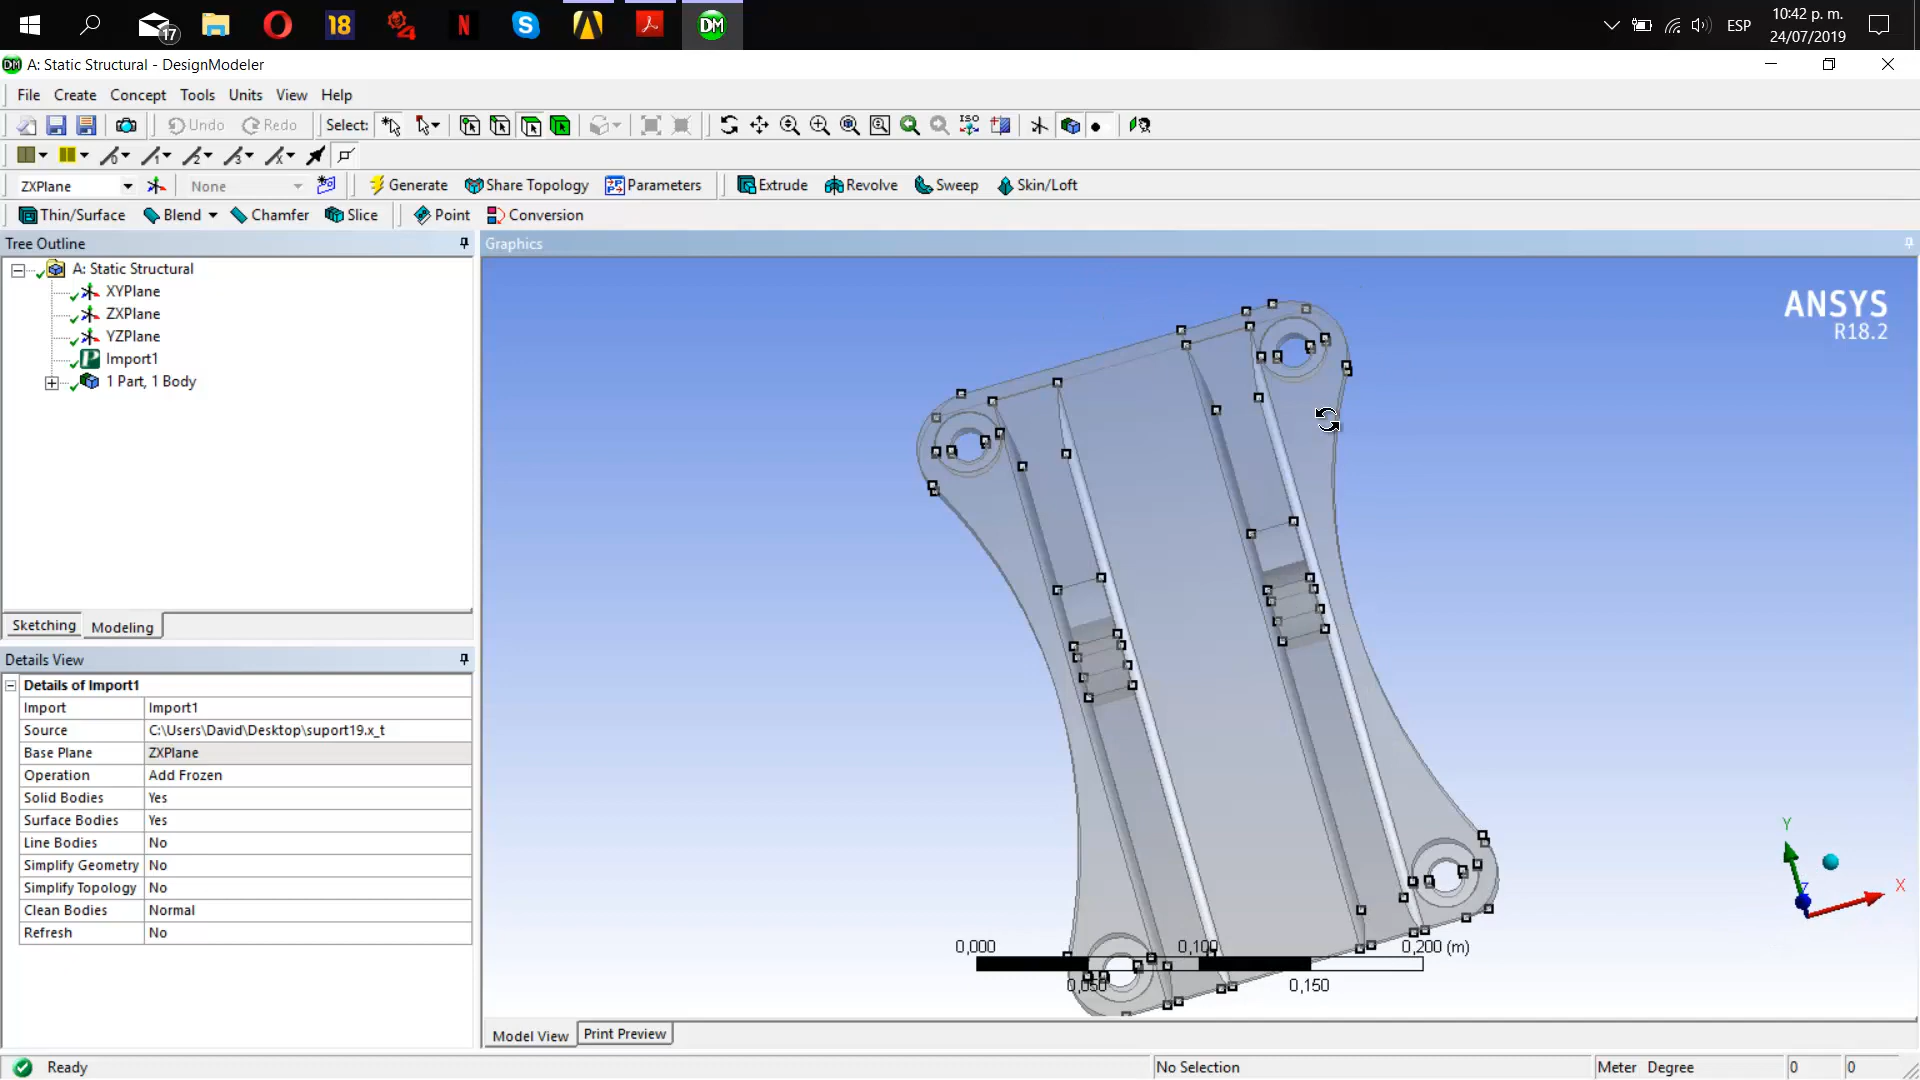 17
18
4
N
S
DM
ESP
10:42 p. m.
24/07/2019
DM A: Static Structural - DesignModeler
File Create Concept Tools Units View Help
Undo Redo Select: ISO
ZXPlane None Generate Share Topology Parameters Extrude Revolve Sweep Skin/Loft
Thin/Surface Blend Chamfer Slice Point Conversion
Tree Outline
A: Static Structural
XYPlane
ZXPlane
YZPlane
Import1
1 Part, 1 Body
Sketching Modeling
Details View
Details of Import1
Import Import1
Source C:\Users\David\Desktop\suport19.x_t
Base Plane ZXPlane
Operation Add Frozen
Solid Bodies Yes
Surface Bodies Yes
Line Bodies No
Simplify Geometry No
Simplify Topology No
Clean Bodies Normal
Refresh No
Graphics
ANSYS
R18.2
Y
X
Z
0,000 0,100 0,200 (m)
0,050 0,150
Model View Print Preview
Ready No Selection Meter Degree 0 0